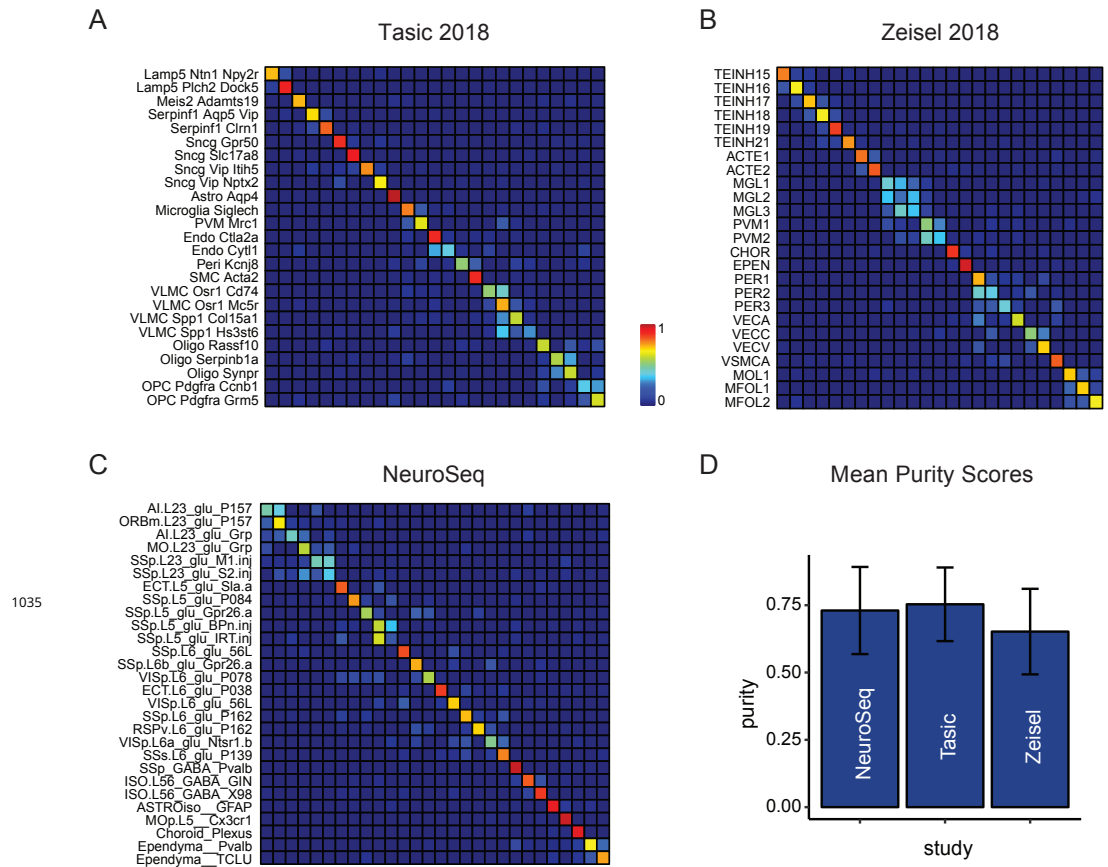 A
Tasic 2018
Lamp5 Ntn1 Npy2r
Lamp5 Plch2 Dock5
Meis2 Adamts19
Serpinf1 Aqp5 Vip
Serpinf1 Clrn1
Sncg Gpr50
Sncg Slc17a8
Sncg Vip Itih5
Sncg Vip Nptx2
Astro Aqp4
Microglia Siglech
PVM Mrc1
Endo Ctla2a
Endo Cytl1
Peri Kcnj8
SMC Acta2
VLMC Osr1 Cd74
VLMC Osr1 Mc5r
VLMC Spp1 Col15a1
VLMC Spp1 Hs3st6
Oligo Rassf10
Oligo Serpinb1a
Oligo Synpr
OPC Pdgfra Ccnb1
OPC Pdgfra Grm5
1
0
B
Zeisel 2018
TEINH15
TEINH16
TEINH17
TEINH18
TEINH19
TEINH21
ACTE1
ACTE2
MGL1
MGL2
MGL3
PVM1
PVM2
CHOR
EPEN
PER1
PER2
PER3
VECA
VECC
VECV
VSMCA
MOL1
MFOL1
MFOL2
C
NeuroSeq
AI.L23_glu_P157
ORBm.L23_glu_P157
AI.L23_glu_Grp
MO.L23_glu_Grp
SSp.L23_glu_M1.inj
SSp.L23_glu_S2.inj
ECT.L5_glu_Sla.a
SSp.L5_glu_P084
SSp.L5_glu_Gpr26.a
SSp.L5_glu_BPn.inj
SSp.L5_glu_IRT.inj
SSp.L6_glu_56L
SSp.L6b_glu_Gpr26.a
VISp.L6_glu_P078
ECT.L6_glu_P038
VISp.L6_glu_56L
SSp.L6_glu_P162
RSPv.L6_glu_P162
VISp.L6a_glu_Ntsr1.b
SSs.L6_glu_P139
SSp_GABA_Pvalb
ISO.L56_GABA_GIN
ISO.L56_GABA_X98
ASTROiso__GFAP
MOp.L5__Cx3cr1
Choroid_Plexus
Ependyma__Pvalb
Ependyma__TCLU
1035
D
Mean Purity Scores
purity
0.75
0.50
0.25
0.00
NeuroSeq
Tasic
Zeisel
study